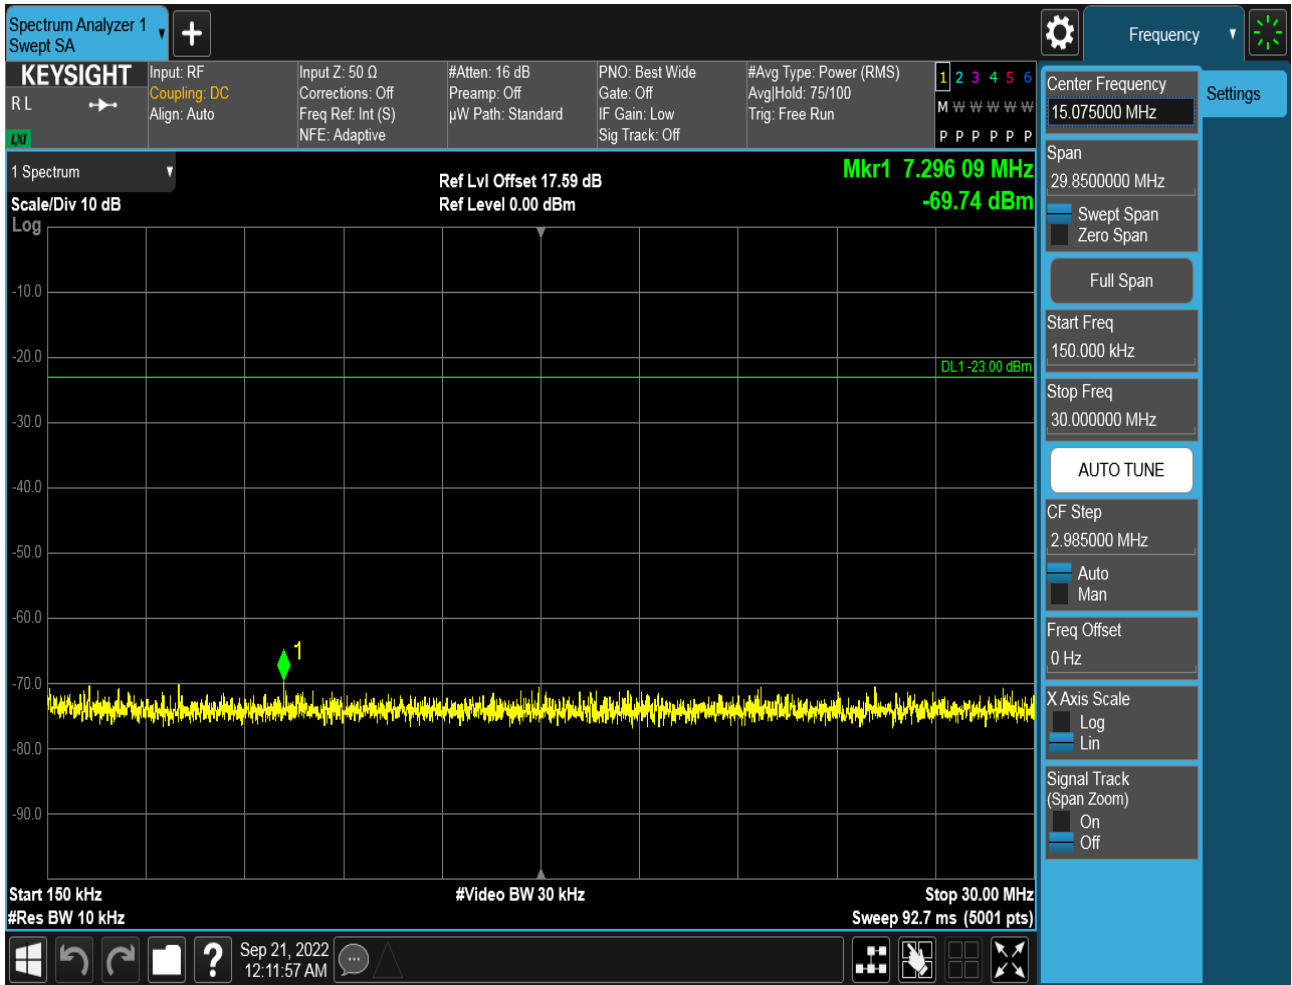 Spectrum Analyzer 1
Swept SA
Frequency
KEYSIGHT
R L
LXI
Input: RF
Coupling: DC
Align: Auto
Input Z: 50 Ω
Corrections: Off
Freq Ref: Int (S)
NFE: Adaptive
#Atten: 16 dB
Preamp: Off
µW Path: Standard
PNO: Best Wide
Gate: Off
IF Gain: Low
Sig Track: Off
#Avg Type: Power (RMS)
Avg|Hold: 75/100
Trig: Free Run
1 2 3 4 5 6
M W W W W W
P P P P P P
1 Spectrum
Scale/Div 10 dB
Log
Ref Lvl Offset 17.59 dB
Ref Level 0.00 dBm
Mkr1 7.296 09 MHz
-69.74 dBm
-10.0
-20.0
DL1 -23.00 dBm
-30.0
-40.0
-50.0
-60.0
1
-70.0
-80.0
-90.0
Start 150 kHz
#Video BW 30 kHz
Stop 30.00 MHz
#Res BW 10 kHz
Sweep 92.7 ms (5001 pts)
Center Frequency
15.075000 MHz
Settings
Span
29.8500000 MHz
Swept Span
Zero Span
Full Span
Start Freq
150.000 kHz
Stop Freq
30.000000 MHz
AUTO TUNE
CF Step
2.985000 MHz
Auto
Man
Freq Offset
0 Hz
X Axis Scale
Log
Lin
Signal Track
(Span Zoom)
On
Off
?
Sep 21, 2022
12:11:57 AM